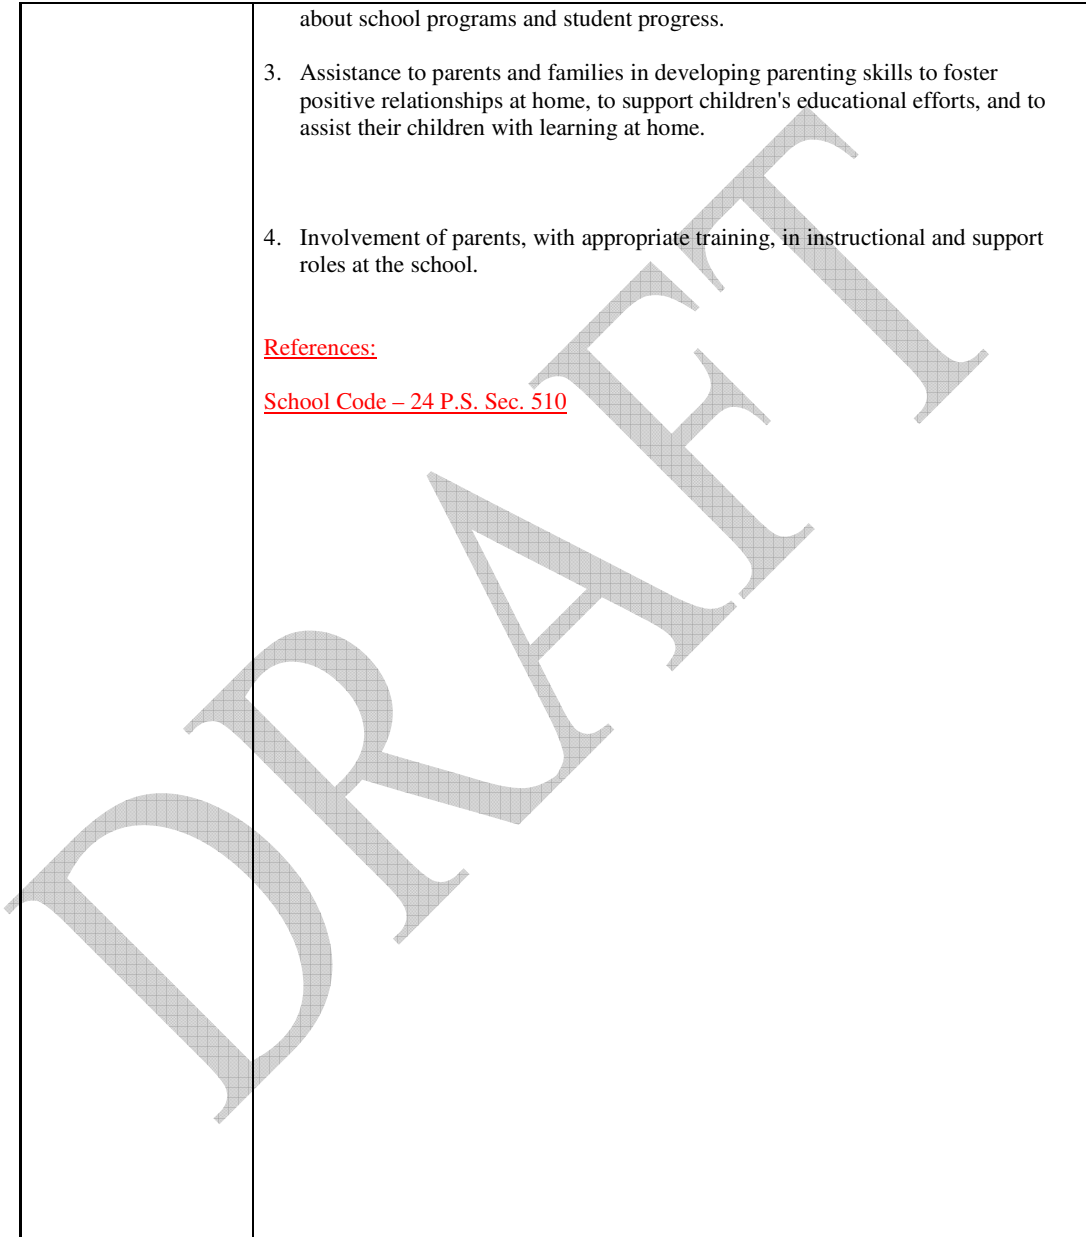 about school programs and student progress.
3. Assistance to parents and families in developing parenting skills to foster
positive relationships at home, to support children's educational efforts, and to
assist their children with learning at home.
4. Involvement of parents, with appropriate training, in instructional and support
roles at the school.
References:
School Code – 24 P.S. Sec. 510
DRAFT